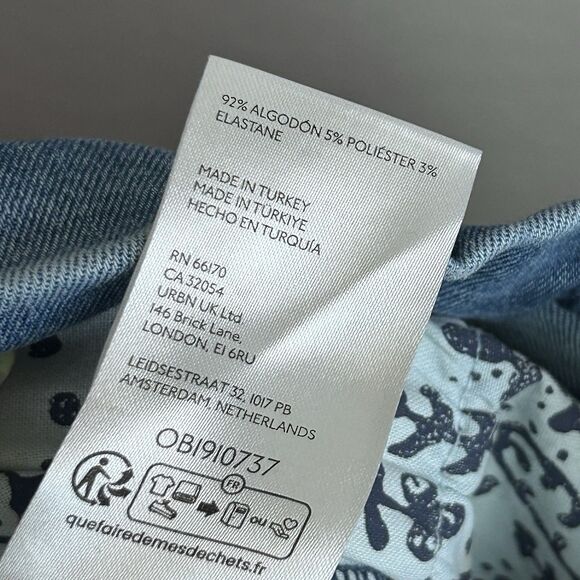 92% ALGODÓN 5% POLIÉSTER 3%
ELASTANE
MADE IN TURKEY
MADE IN TÜRKIYE
HECHO EN TURQUÍA
RN 66170
CA 32054
URBN UK Ltd.
146 Brick Lane,
LONDON, E1 6RU
LEIDSESTRAAT 32, 1017 PB
AMSTERDAM, NETHERLANDS
OB1910737
FR
OU
quefairedemesdechets.fr